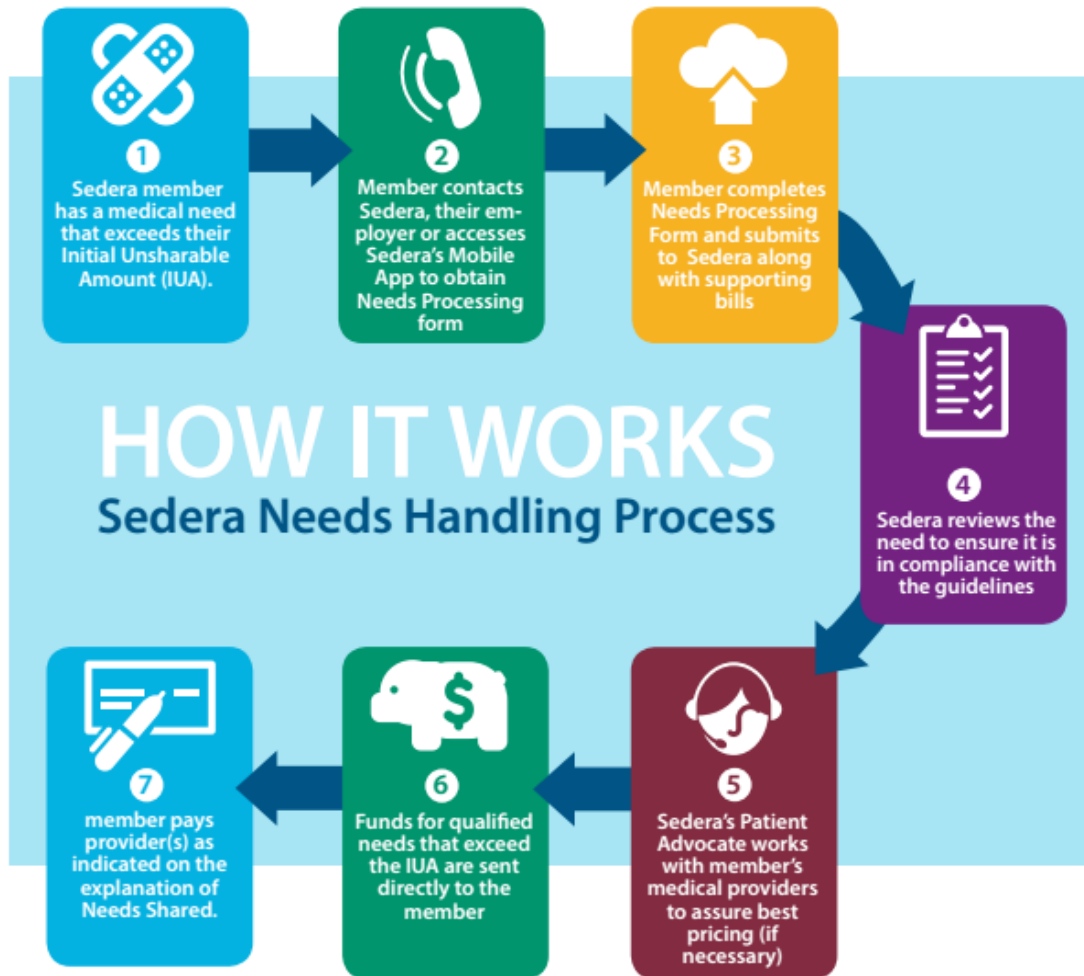 1
Sedera member
has a medical need
that exceeds their
Initial Unsharable
Amount (IUA).
2
Member contacts
Sedera, their em-
ployer or accesses
Sedera's Mobile
App to obtain
Needs Processing
form
3
Member completes
Needs Processing
Form and submits
to Sedera along
with supporting
bills
HOW IT WORKS
Sedera Needs Handling Process
4
Sedera reviews the
need to ensure it is
in compliance with
the guidelines
5
Sedera's Patient
Advocate works
with member's
medical providers
to assure best
pricing (if
necessary)
$
6
Funds for qualified
needs that exceed
the IUA are sent
directly to the
member
7
member pays
provider(s) as
indicated on the
explanation of
Needs Shared.